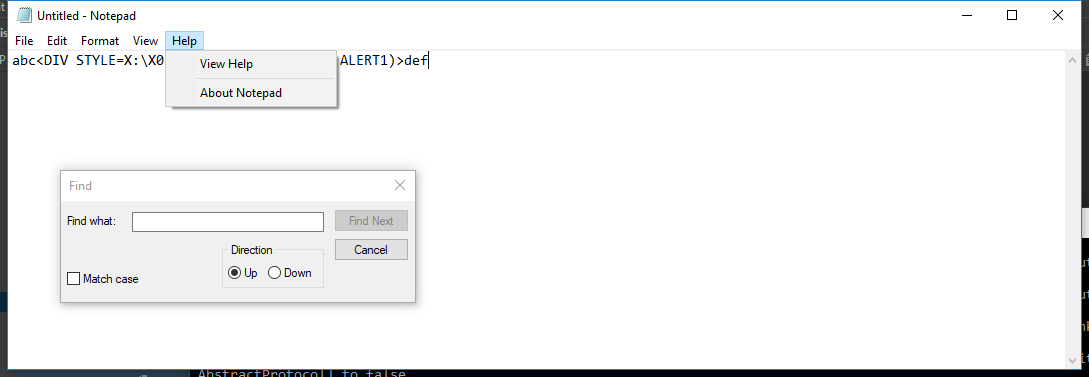 Untitled - Notepad
File Edit Format View Help
abc<DIV STYLE=X:\X0 ALERT1)>def
View Help
About Notepad
Find
Find what:
Find Next
Cancel
Direction
Up Down
Match case
AbstractProtocol] to false